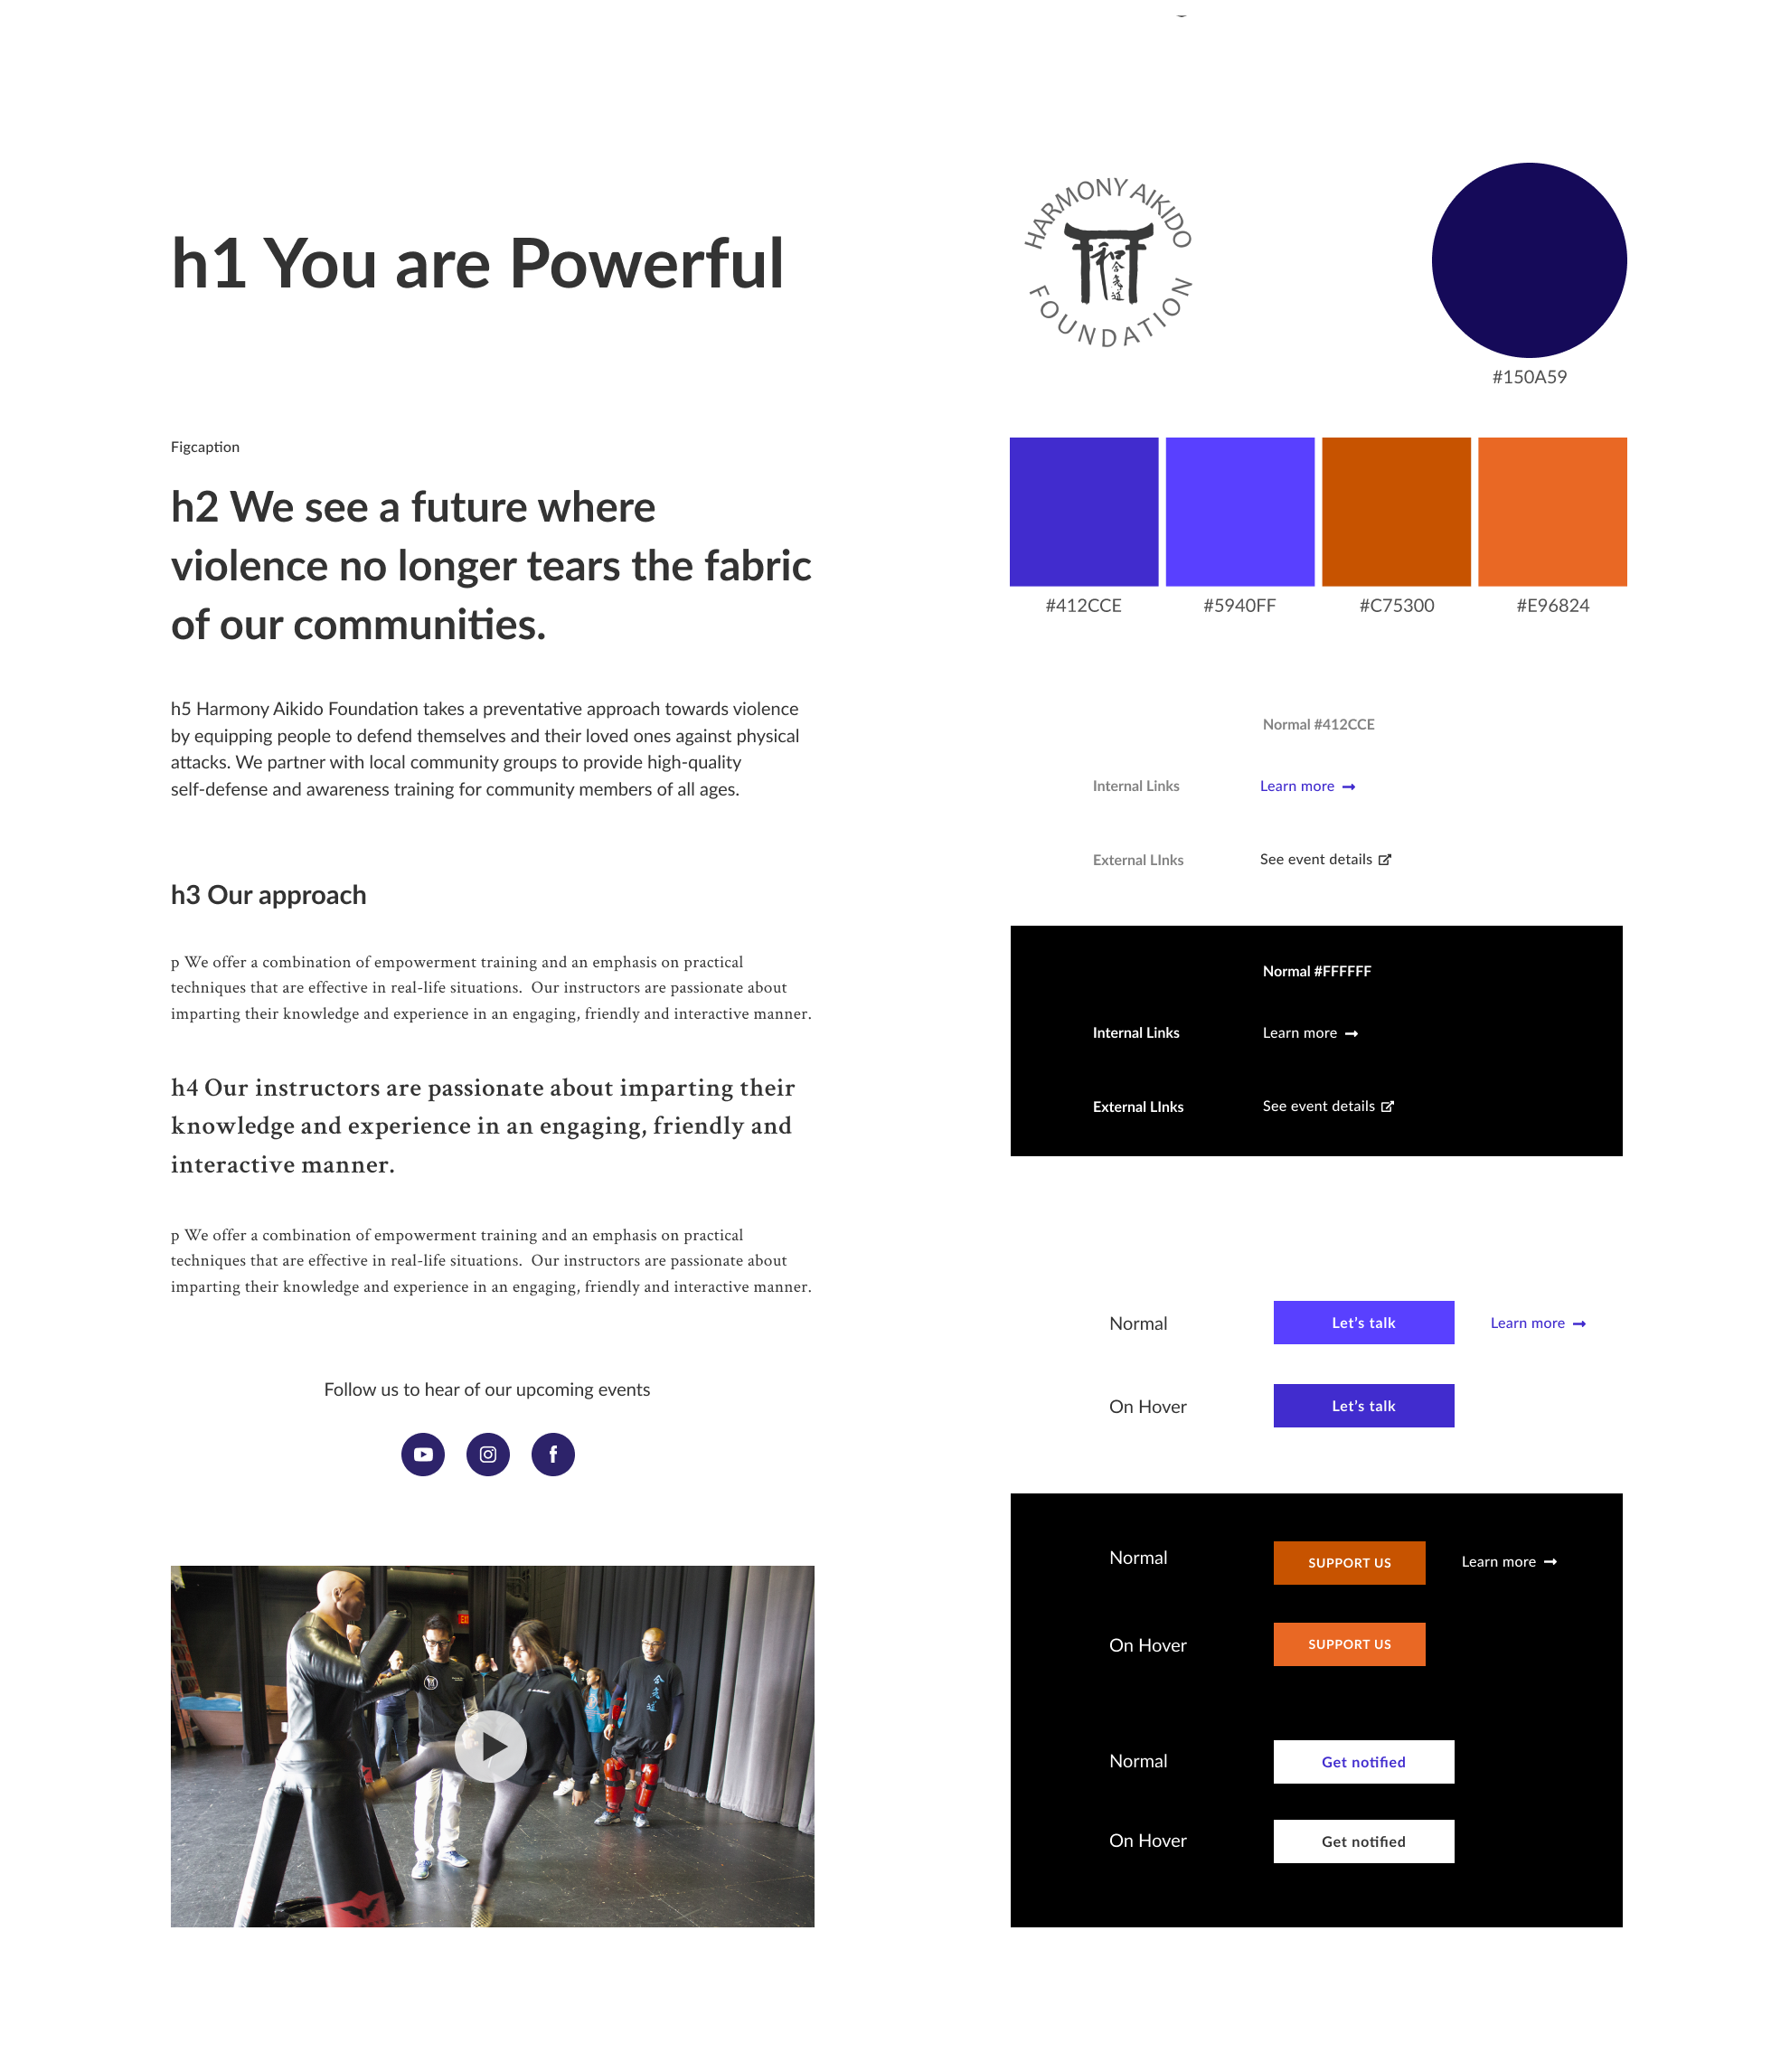 h1 You are Powerful
HARMONY AIKIDO
和
合
氣
道
FOUNDATION
#150A59
Figcaption
h2 We see a future where
violence no longer tears the fabric
of our communities.
#412CCE
#5940FF
#C75300
#E96824
h5 Harmony Aikido Foundation takes a preventative approach towards violence
by equipping people to defend themselves and their loved ones against physical
attacks. We partner with local community groups to provide high-quality
self-defense and awareness training for community members of all ages.
Normal #412CCE
Internal Links
Learn more
External LInks
See event details
h3 Our approach
p We offer a combination of empowerment training and an emphasis on practical
techniques that are effective in real-life situations.  Our instructors are passionate about
imparting their knowledge and experience in an engaging, friendly and interactive manner.
Normal #FFFFFF
Internal Links
Learn more
External LInks
See event details
h4 Our instructors are passionate about imparting their
knowledge and experience in an engaging, friendly and
interactive manner.
p We offer a combination of empowerment training and an emphasis on practical
techniques that are effective in real-life situations.  Our instructors are passionate about
imparting their knowledge and experience in an engaging, friendly and interactive manner.
Normal
Let's talk
Learn more
On Hover
Let's talk
Follow us to hear of our upcoming events
Normal
SUPPORT US
Learn more
On Hover
SUPPORT US
Normal
Get notified
On Hover
Get notified
合
氣
道